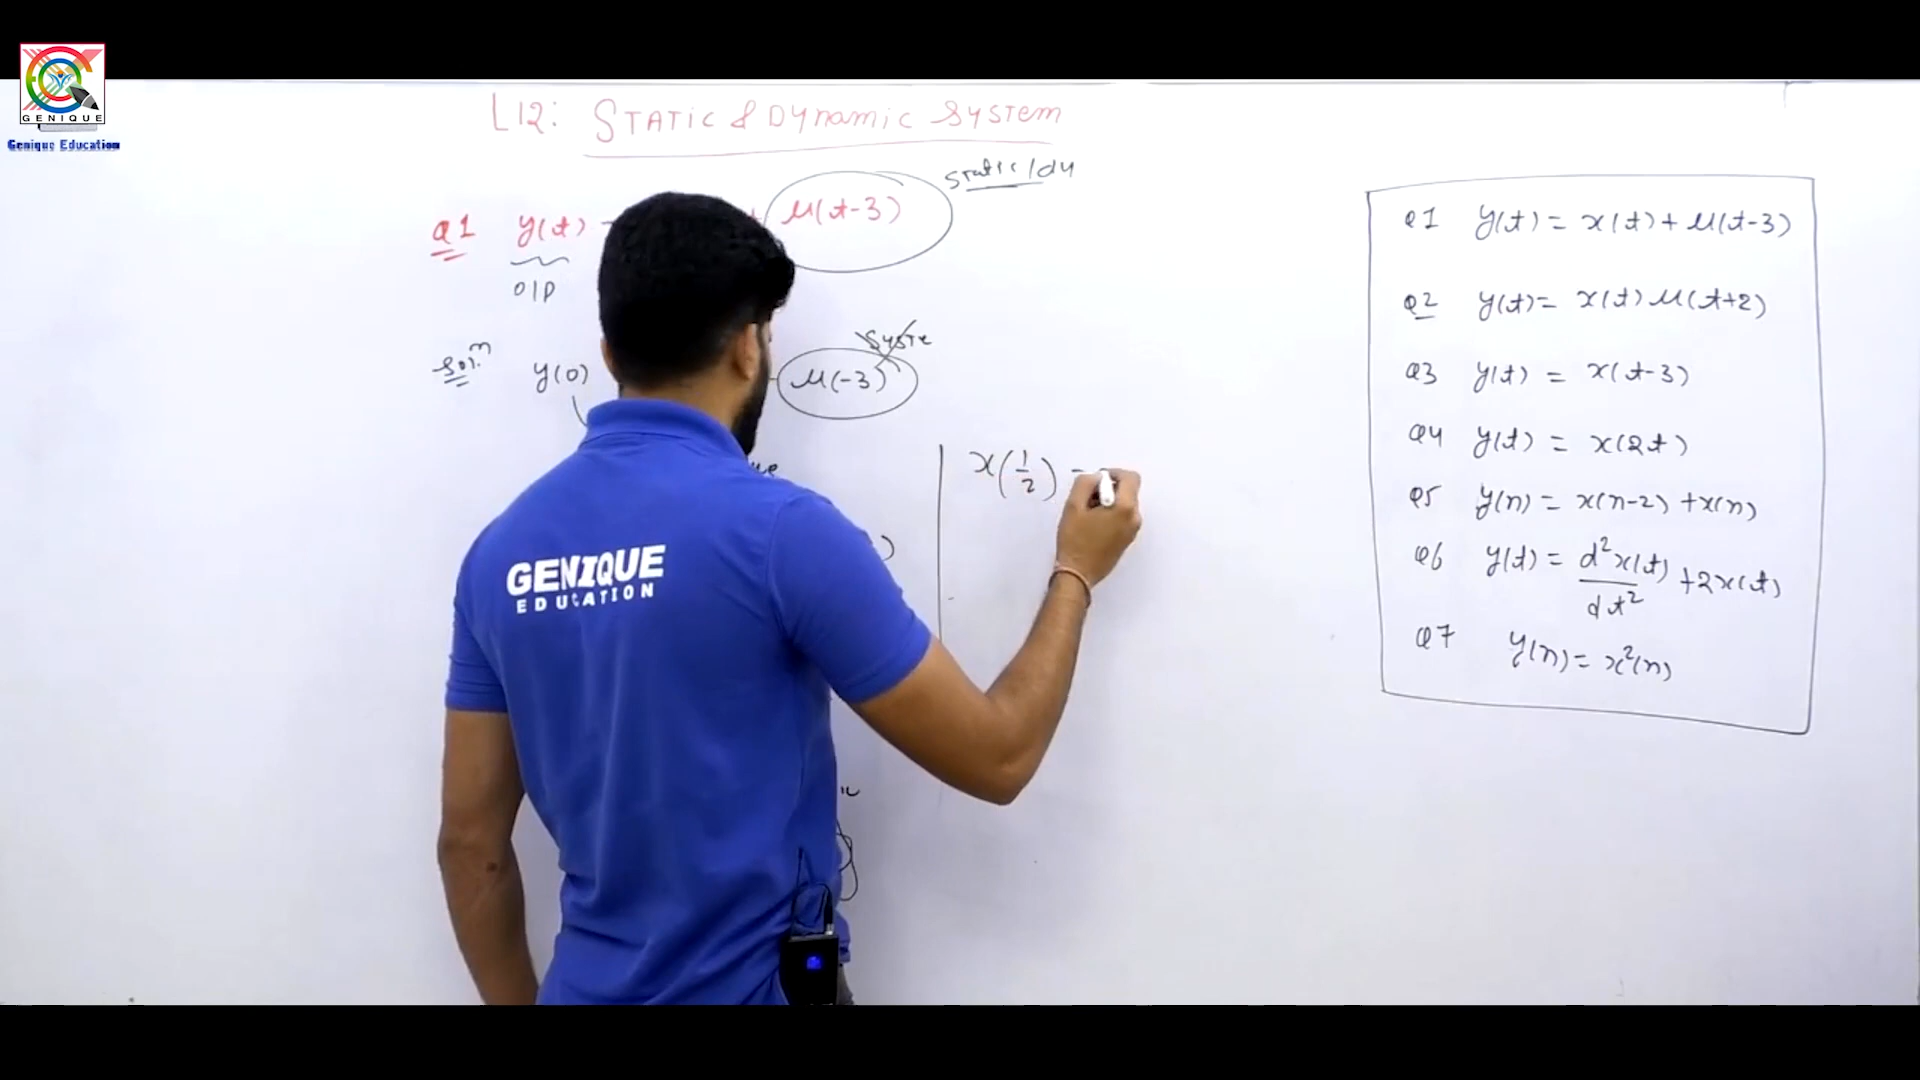 GENIQUE
Genique Education
L12: STATIC & DYNAMIC SYSTEM
Static/dy
Q1 y(t) μ(t-3)
O/P
Syste
Solⁿ y(0) μ(-3)
x(1/2) =
GENIQUE
EDUCATION
Q1 y(t) = x(t) + μ(t-3)
Q2 y(t) = x(t) μ(t+2)
Q3 y(t) = x(t-3)
Q4 y(t) = x(2t)
Q5 y(n) = x(n-2) + x(n)
Q6 y(t) = d²x(t)/dt² + 2x(t)
Q7 y(n) = x²(n)